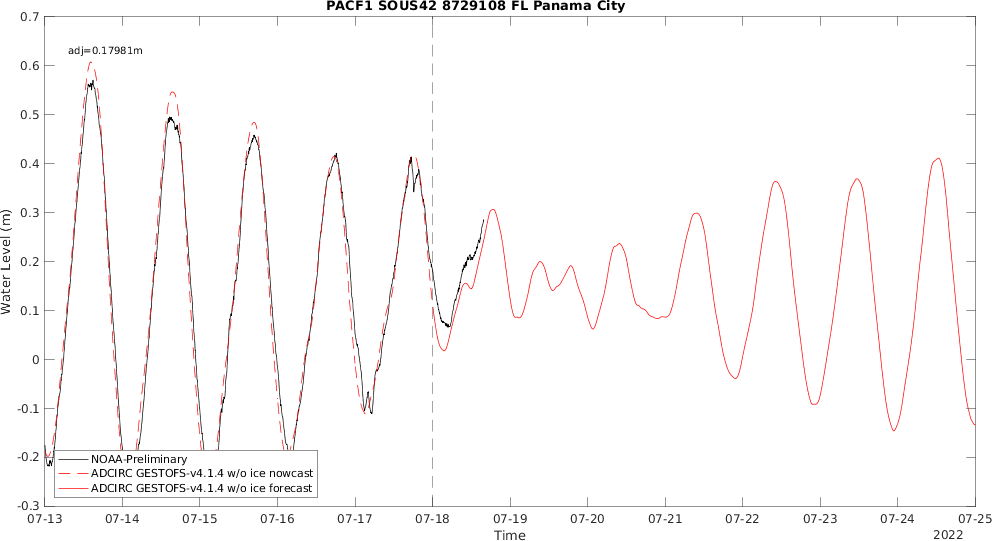 PACF1 SOUS42 8729108 FL Panama City
adj=0.17981m
0.7
0.6
0.5
0.4
0.3
0.2
0.1
0
-0.1
-0.2
-0.3
Water Level (m)
NOAA-Preliminary
ADCIRC GESTOFS-v4.1.4 w/o ice nowcast
ADCIRC GESTOFS-v4.1.4 w/o ice forecast
07-13 07-14 07-15 07-16 07-17 07-18 07-19 07-20 07-21 07-22 07-23 07-24 07-25
Time
2022